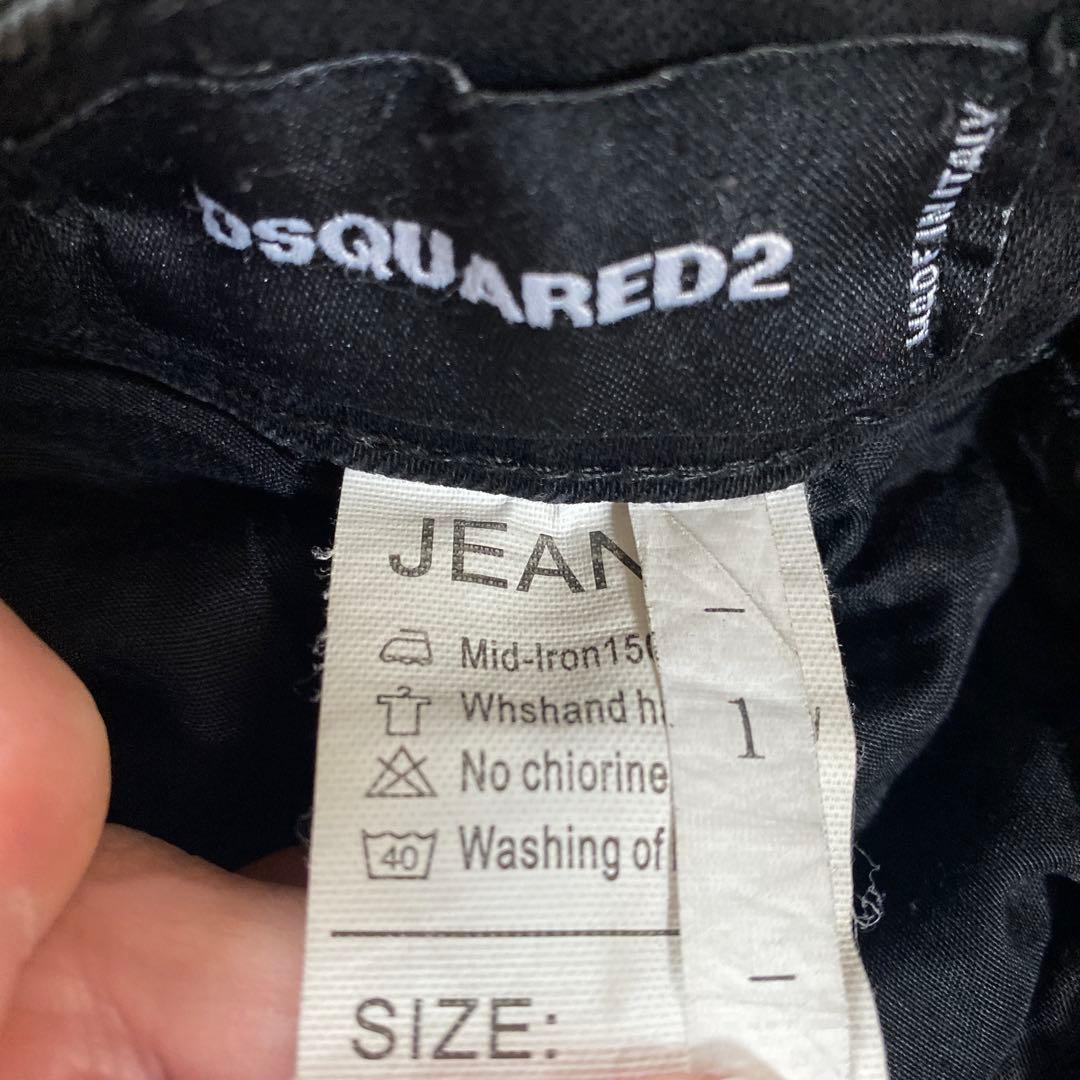 DSQUARED2
MADE IN ITALY
JEAN
Mid-Iron15
Whshand
No chiorine
Washing of
40
SIZE:
-
1
-